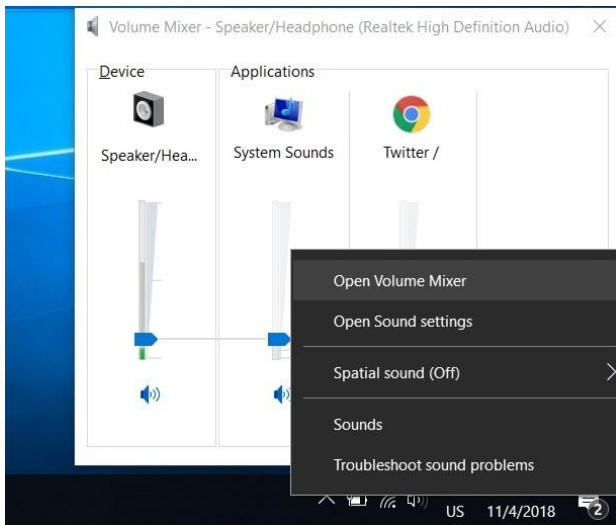 Volume Mixer - Speaker/Headphone (Realtek High Definition Audio)
Device
Applications
Speaker/Hea...
System Sounds
Twitter /
Open Volume Mixer
Open Sound settings
Spatial sound (Off)
Sounds
Troubleshoot sound problems
US
11/4/2018
2